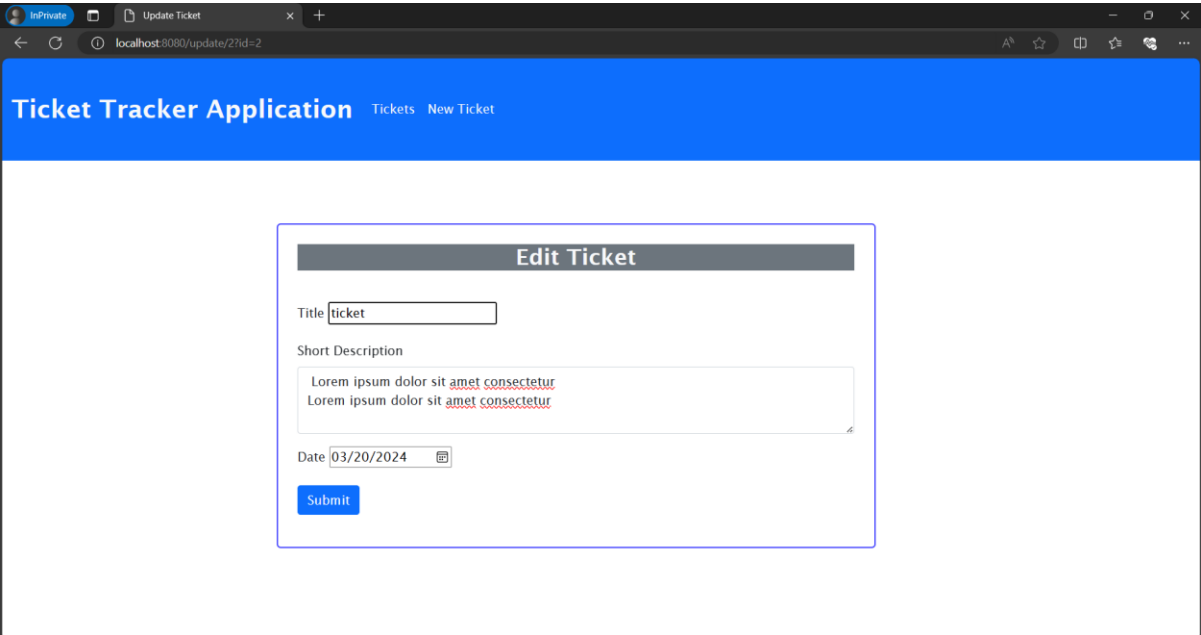 InPrivate
Update Ticket
localhost:8080/update/2?id=2
Ticket Tracker Application Tickets New Ticket
Edit Ticket
Title ticket
Short Description
Lorem ipsum dolor sit amet consectetur
Lorem ipsum dolor sit amet consectetur
Date 03/20/2024
Submit